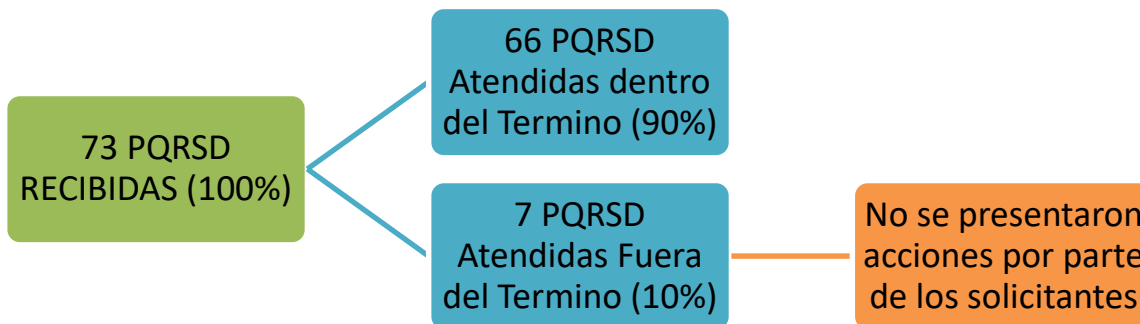 73 PQRSD
RECIBIDAS (100%)
66 PQRSD
Atendidas dentro
del Termino (90%)
7 PQRSD
Atendidas Fuera
del Termino (10%)
No se presentaron
acciones por parte
de los solicitantes